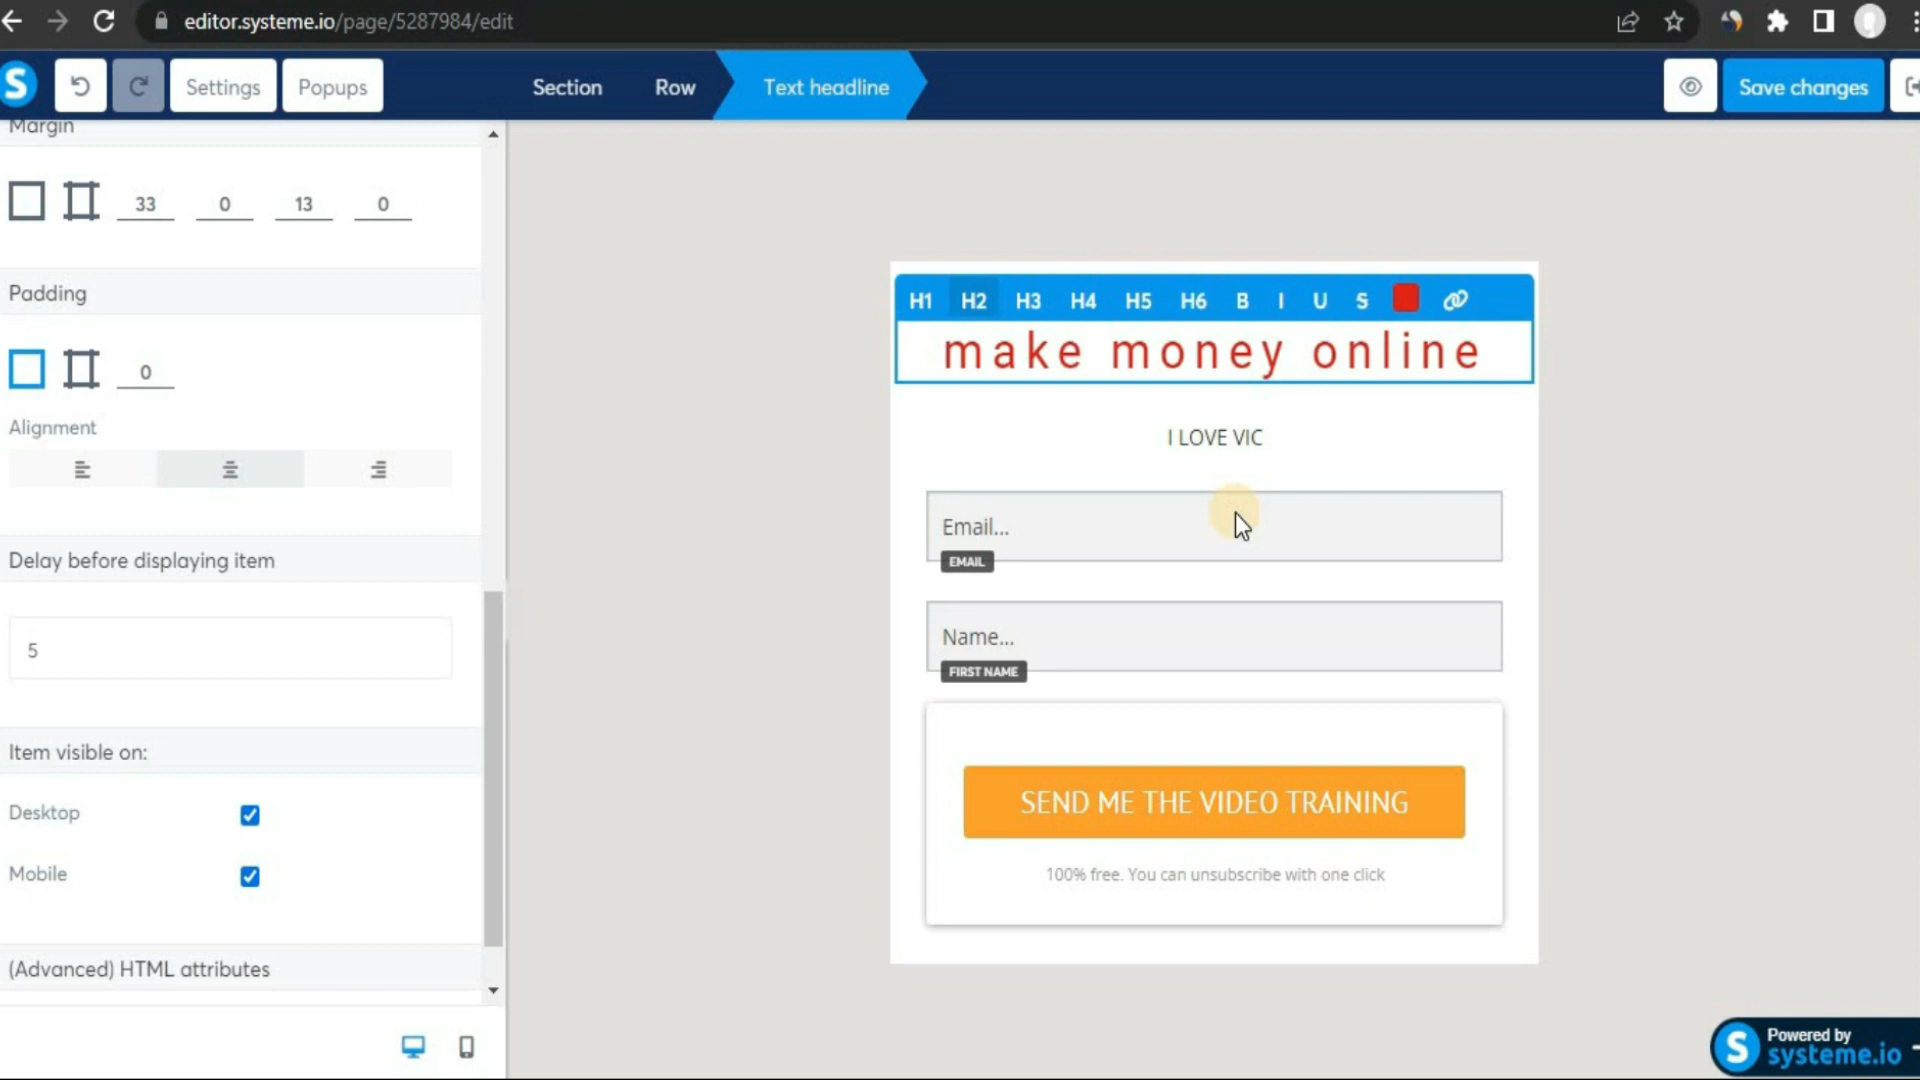 editor.systeme.io/page/5287984/edit
S
Settings
Popups
Section
Row
Text headline
Save changes
Margin
33
0
13
0
Padding
0
Alignment
Delay before displaying item
5
Item visible on:
Desktop
Mobile
(Advanced) HTML attributes
H1 H2 H3 H4 H5 H6 B I U S
make money online
I LOVE VIC
Email...
EMAIL
Name...
FIRST NAME
SEND ME THE VIDEO TRAINING
100% free. You can unsubscribe with one click
S
Powered by
systeme.io